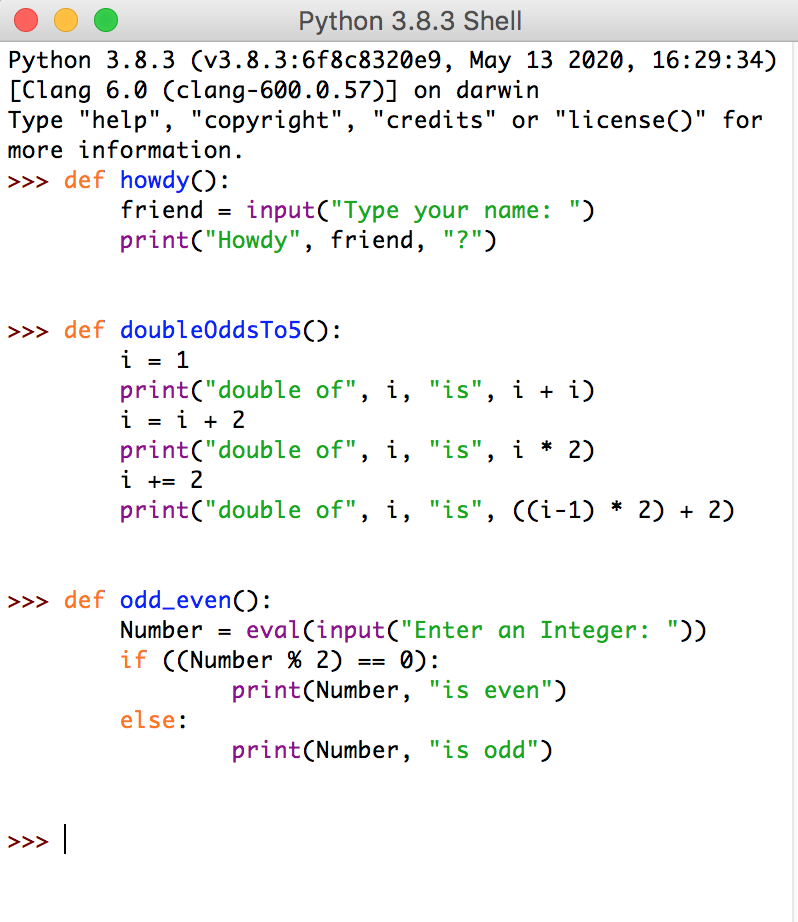 Python 3.8.3 Shell
Python 3.8.3 (v3.8.3:6f8c8320e9, May 13 2020, 16:29:34)
[Clang 6.0 (clang-600.0.57)] on darwin
Type "help", "copyright", "credits" or "license()" for
more information.
>>> def howdy():
        friend = input("Type your name: ")
        print("Howdy", friend, "?")
>>> def doubleOddsTo5():
        i = 1
        print("double of", i, "is", i + i)
        i = i + 2
        print("double of", i, "is", i * 2)
        i += 2
        print("double of", i, "is", ((i-1) * 2) + 2)
>>> def odd_even():
        Number = eval(input("Enter an Integer: "))
        if ((Number % 2) == 0):
                print(Number, "is even")
        else:
                print(Number, "is odd")
>>>